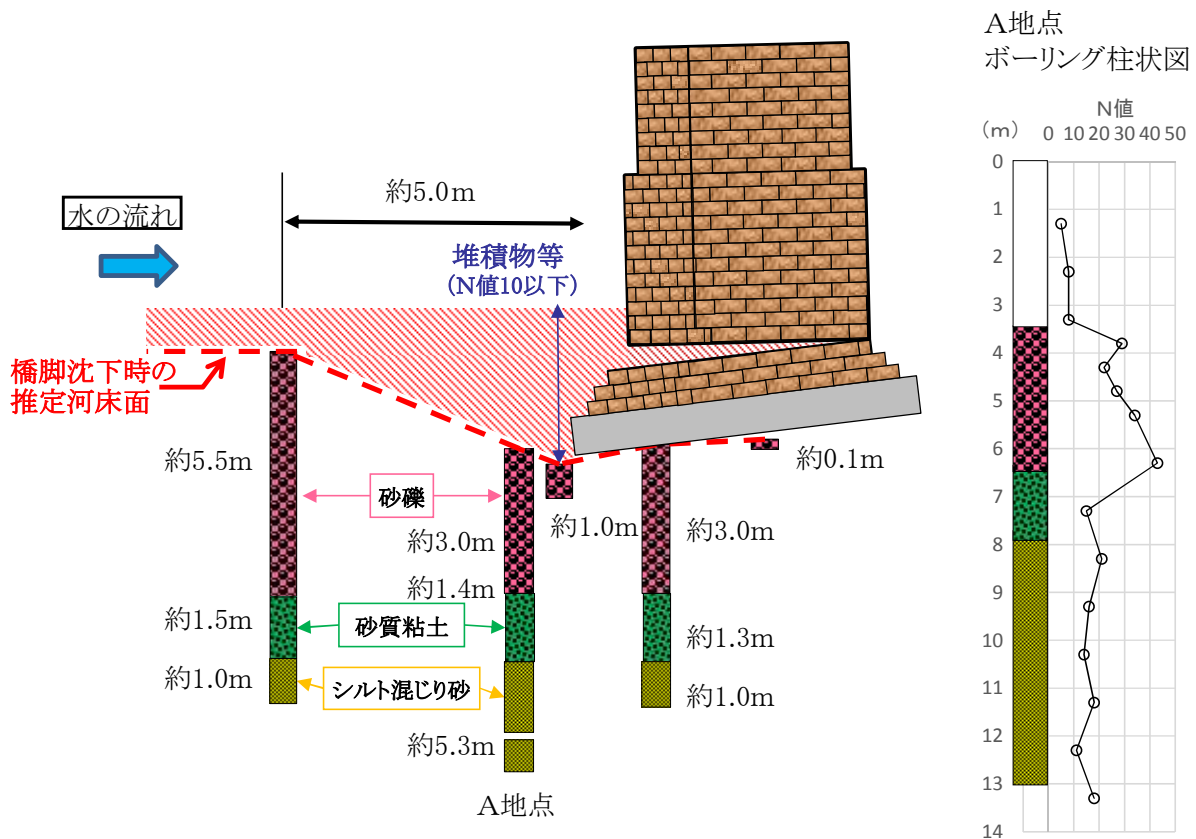 A地点
ボーリング柱状図
N値
(m) 0 10 20 30 40 50
0
1
2
3
4
5
6
7
8
9
10
11
12
13
14
水の流れ
約5.0m
堆積物等
(N値10以下)
橋脚沈下時の
推定河床面
約5.5m
砂礫
約0.1m
約1.0m
約3.0m
約3.0m
約1.4m
約1.5m
砂質粘土
約1.3m
約1.0m
シルト混じり砂
約1.0m
約5.3m
A地点